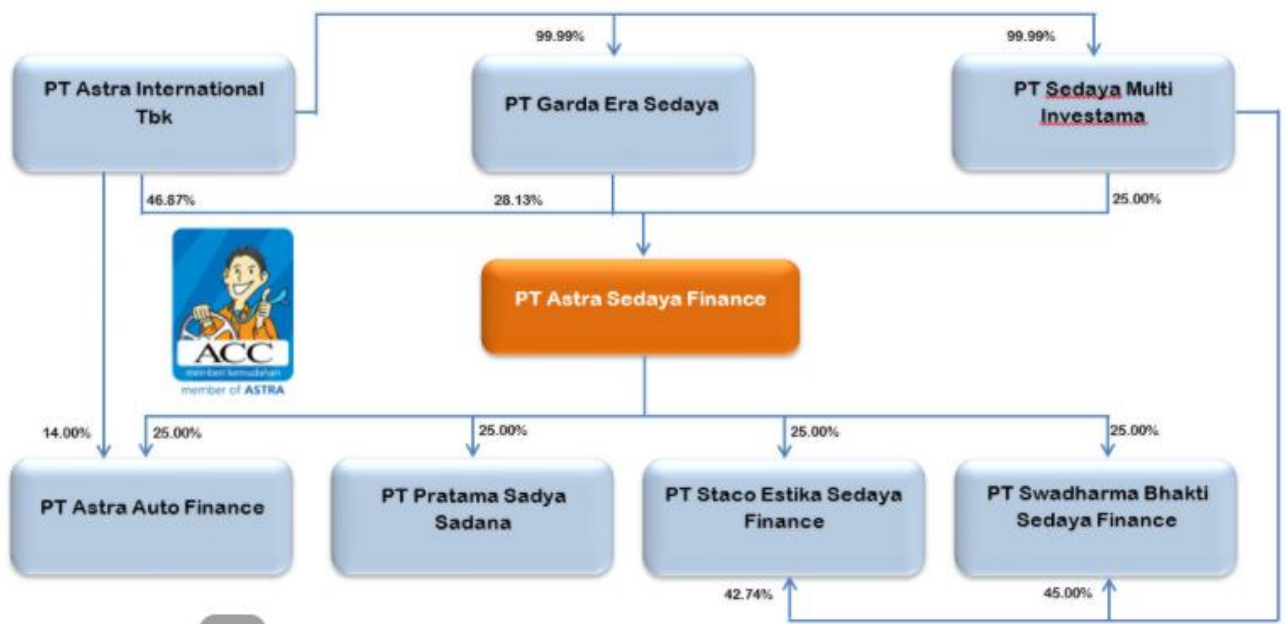 99.99%
99.99%
PT Astra International
Tbk
PT Garda Era Sedaya
PT Sedaya Multi
Investama
46.87%
28.13%
25.00%
PT Astra Sedaya Finance
ACC
memberi kemudahan
member of ASTRA
14.00%
25.00%
25.00%
25.00%
25.00%
PT Astra Auto Finance
PT Pratama Sadya
Sadana
PT Staco Estika Sedaya
Finance
PT Swadharma Bhakti
Sedaya Finance
42.74%
45.00%